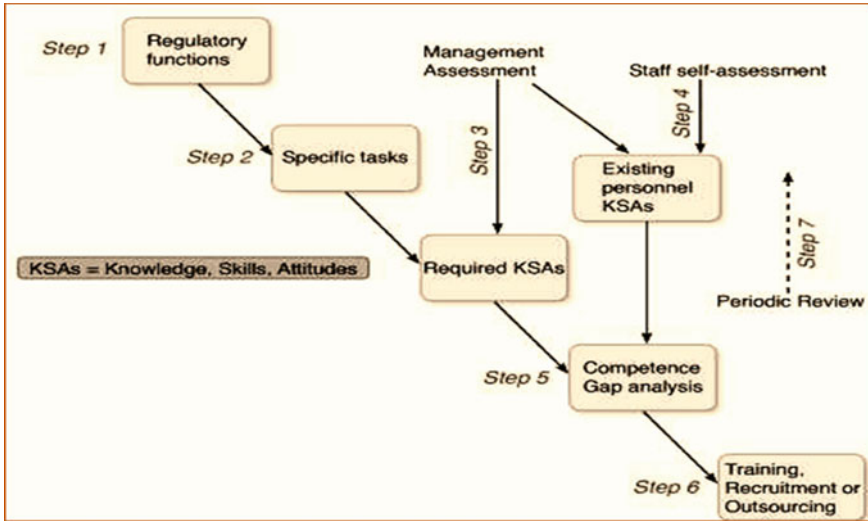 Step 1
Regulatory
functions
Management
Assessment
Staff self-assessment
Step 2
Specific tasks
Step 3
Step 4
Existing
personnel
KSAs
Step 7
KSAs = Knowledge, Skills, Attitudes
Required KSAs
Periodic Review
Step 5
Competence
Gap analysis
Step 6
Training,
Recruitment or
Outsourcing